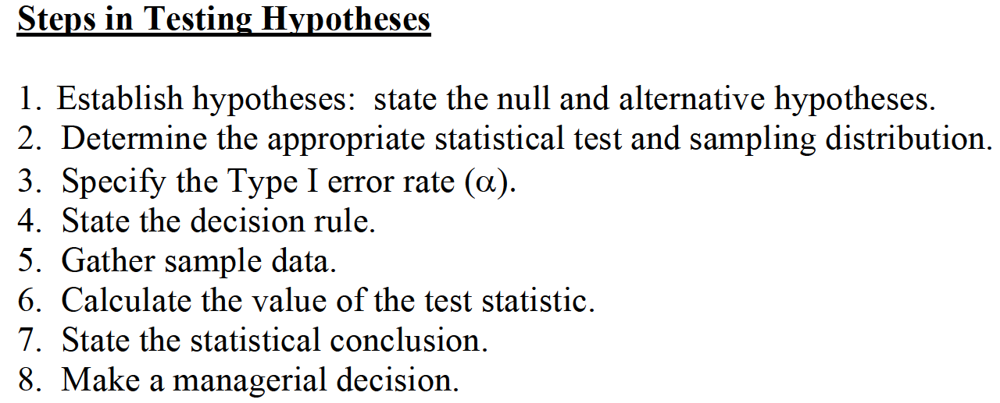 Steps in Testing Hypotheses
1. Establish hypotheses:  state the null and alternative hypotheses.
2. Determine the appropriate statistical test and sampling distribution.
3. Specify the Type I error rate (α).
4. State the decision rule.
5. Gather sample data.
6. Calculate the value of the test statistic.
7. State the statistical conclusion.
8. Make a managerial decision.